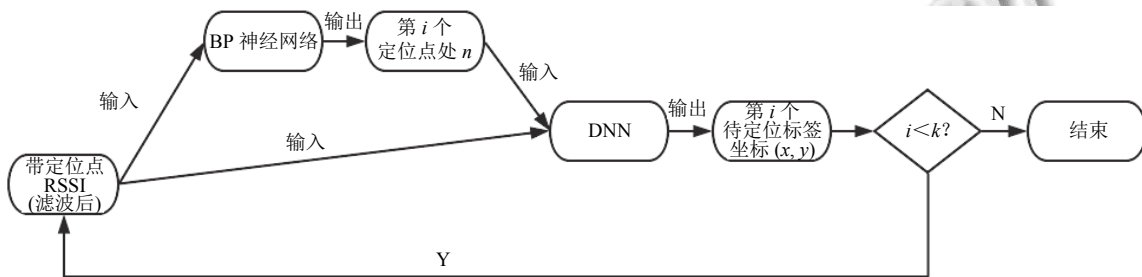 BP 神经网络
输出
第 i 个
定位点处 n
输入
输入
输入
DNN
输出
第 i 个
待定位标签
坐标 (x, y)
i<k?
N
结束
带定位点
RSSI
(滤波后)
Y